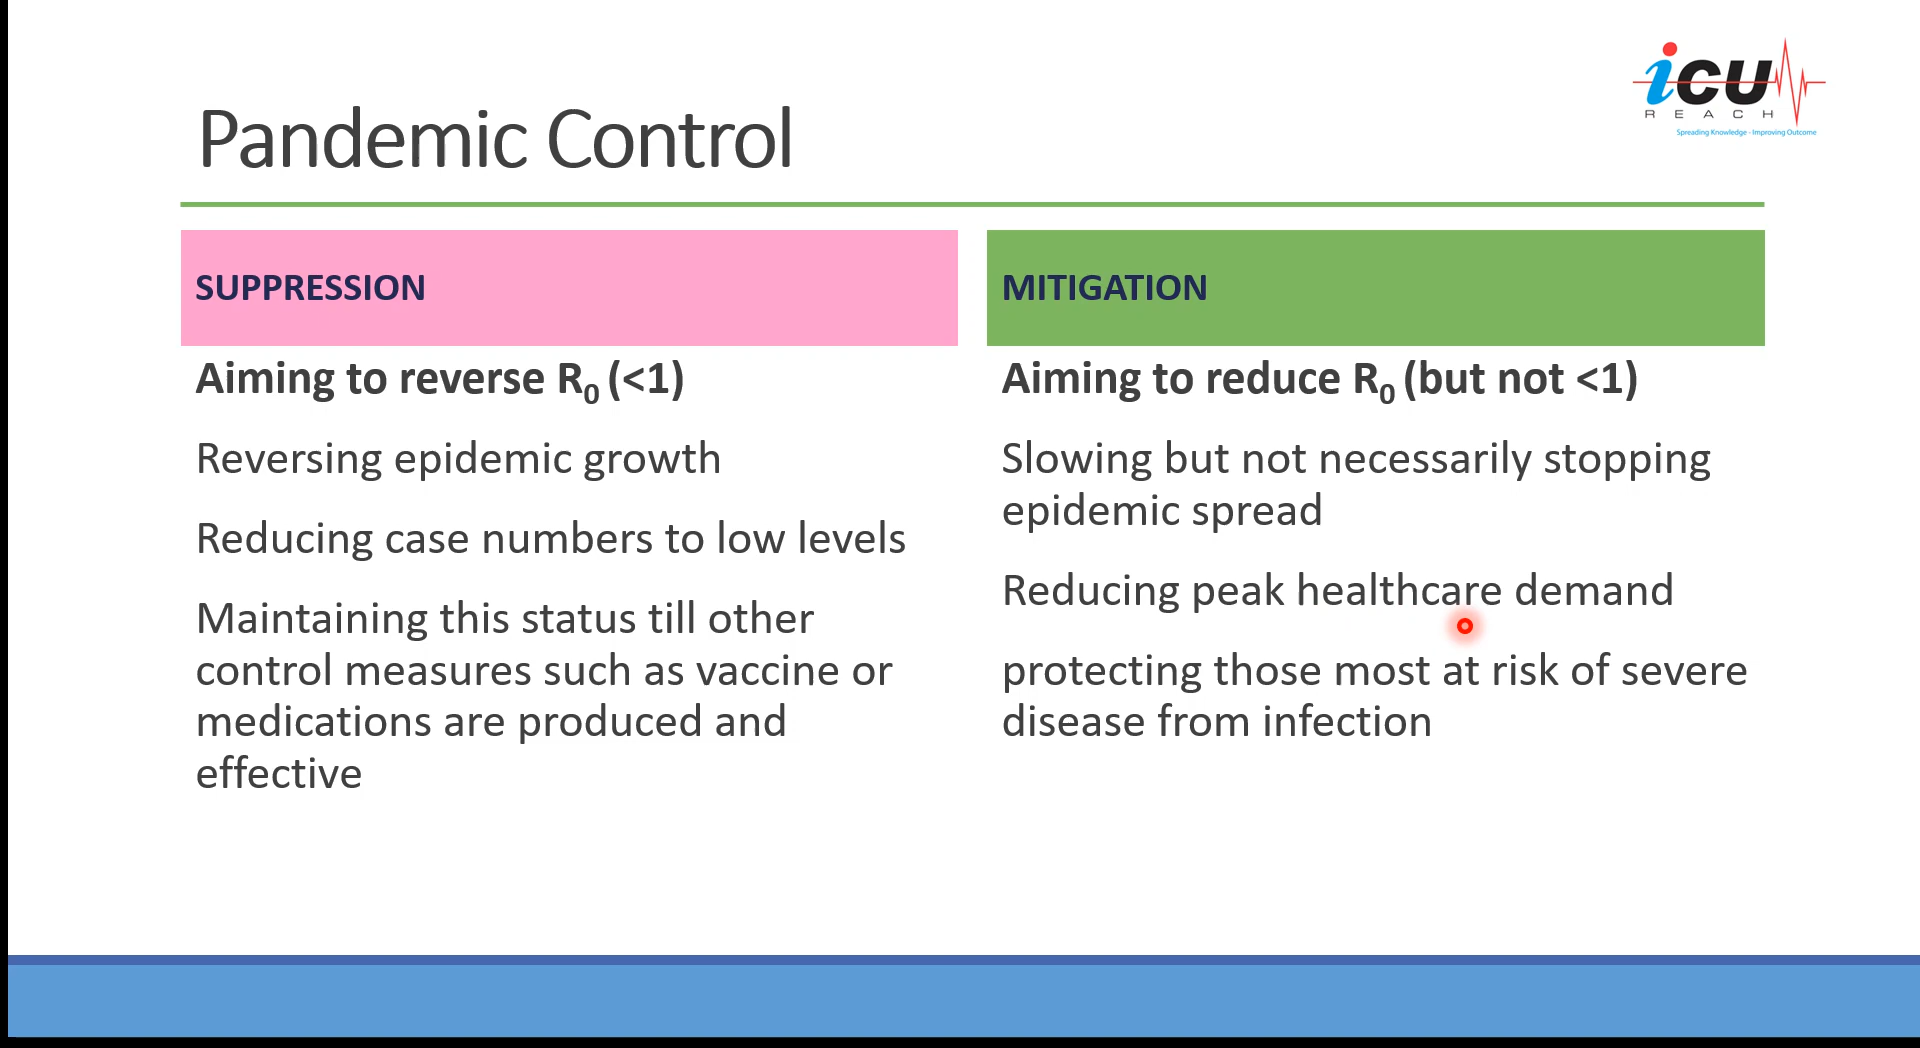 icu
REACH
Spreading Knowledge - Improving Outcome
Pandemic Control
SUPPRESSION
Aiming to reverse R₀ (<1)
Reversing epidemic growth
Reducing case numbers to low levels
Maintaining this status till other
control measures such as vaccine or
medications are produced and
effective
MITIGATION
Aiming to reduce R₀ (but not <1)
Slowing but not necessarily stopping
epidemic spread
Reducing peak healthcare demand
protecting those most at risk of severe
disease from infection